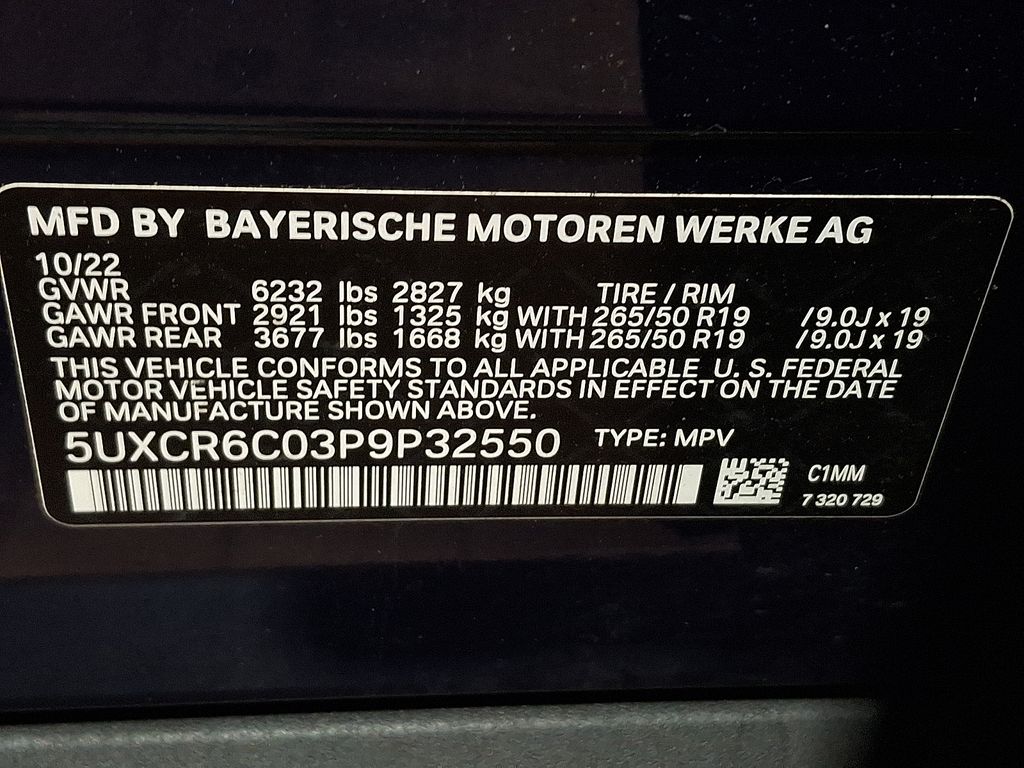 MFD BY BAYERISCHE MOTOREN WERKE AG
10/22
GVWR 6232 lbs 2827 kg TIRE / RIM
GAWR FRONT 2921 lbs 1325 kg WITH 265/50 R19 /9.0J x 19
GAWR REAR 3677 lbs 1668 kg WITH 265/50 R19 /9.0J x 19
THIS VEHICLE CONFORMS TO ALL APPLICABLE U. S. FEDERAL
MOTOR VEHICLE SAFETY STANDARDS IN EFFECT ON THE DATE
OF MANUFACTURE SHOWN ABOVE.
5UXCR6C03P9P32550 TYPE: MPV
C1MM
7 320 729